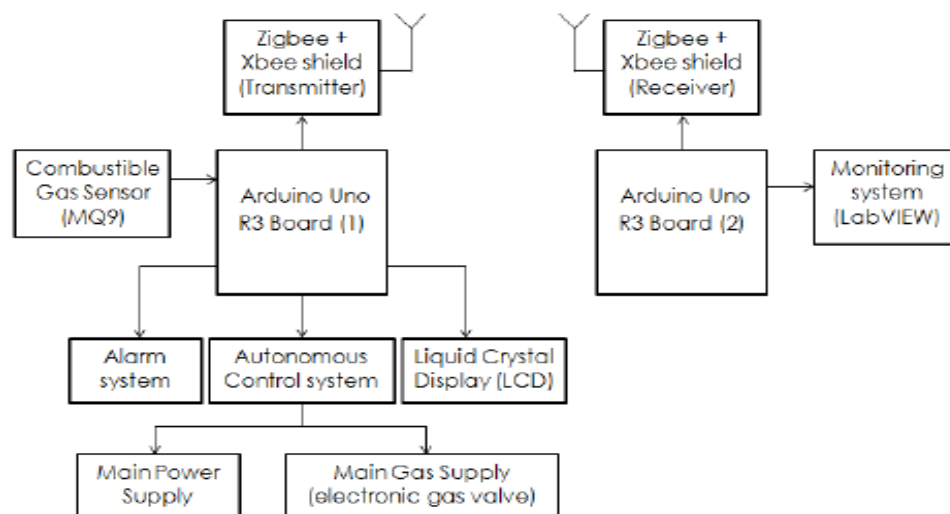 Zigbee +
Xbee shield
(Transmitter)
Zigbee +
Xbee shield
(Receiver)
Combustible
Gas Sensor
(MQ9)
Arduino Uno
R3 Board (1)
Arduino Uno
R3 Board (2)
Monitoring
system
(LabVIEW)
Alarm
system
Autonomous
Control system
Liquid Crystal
Display (LCD)
Main Power
Supply
Main Gas Supply
(electronic gas valve)